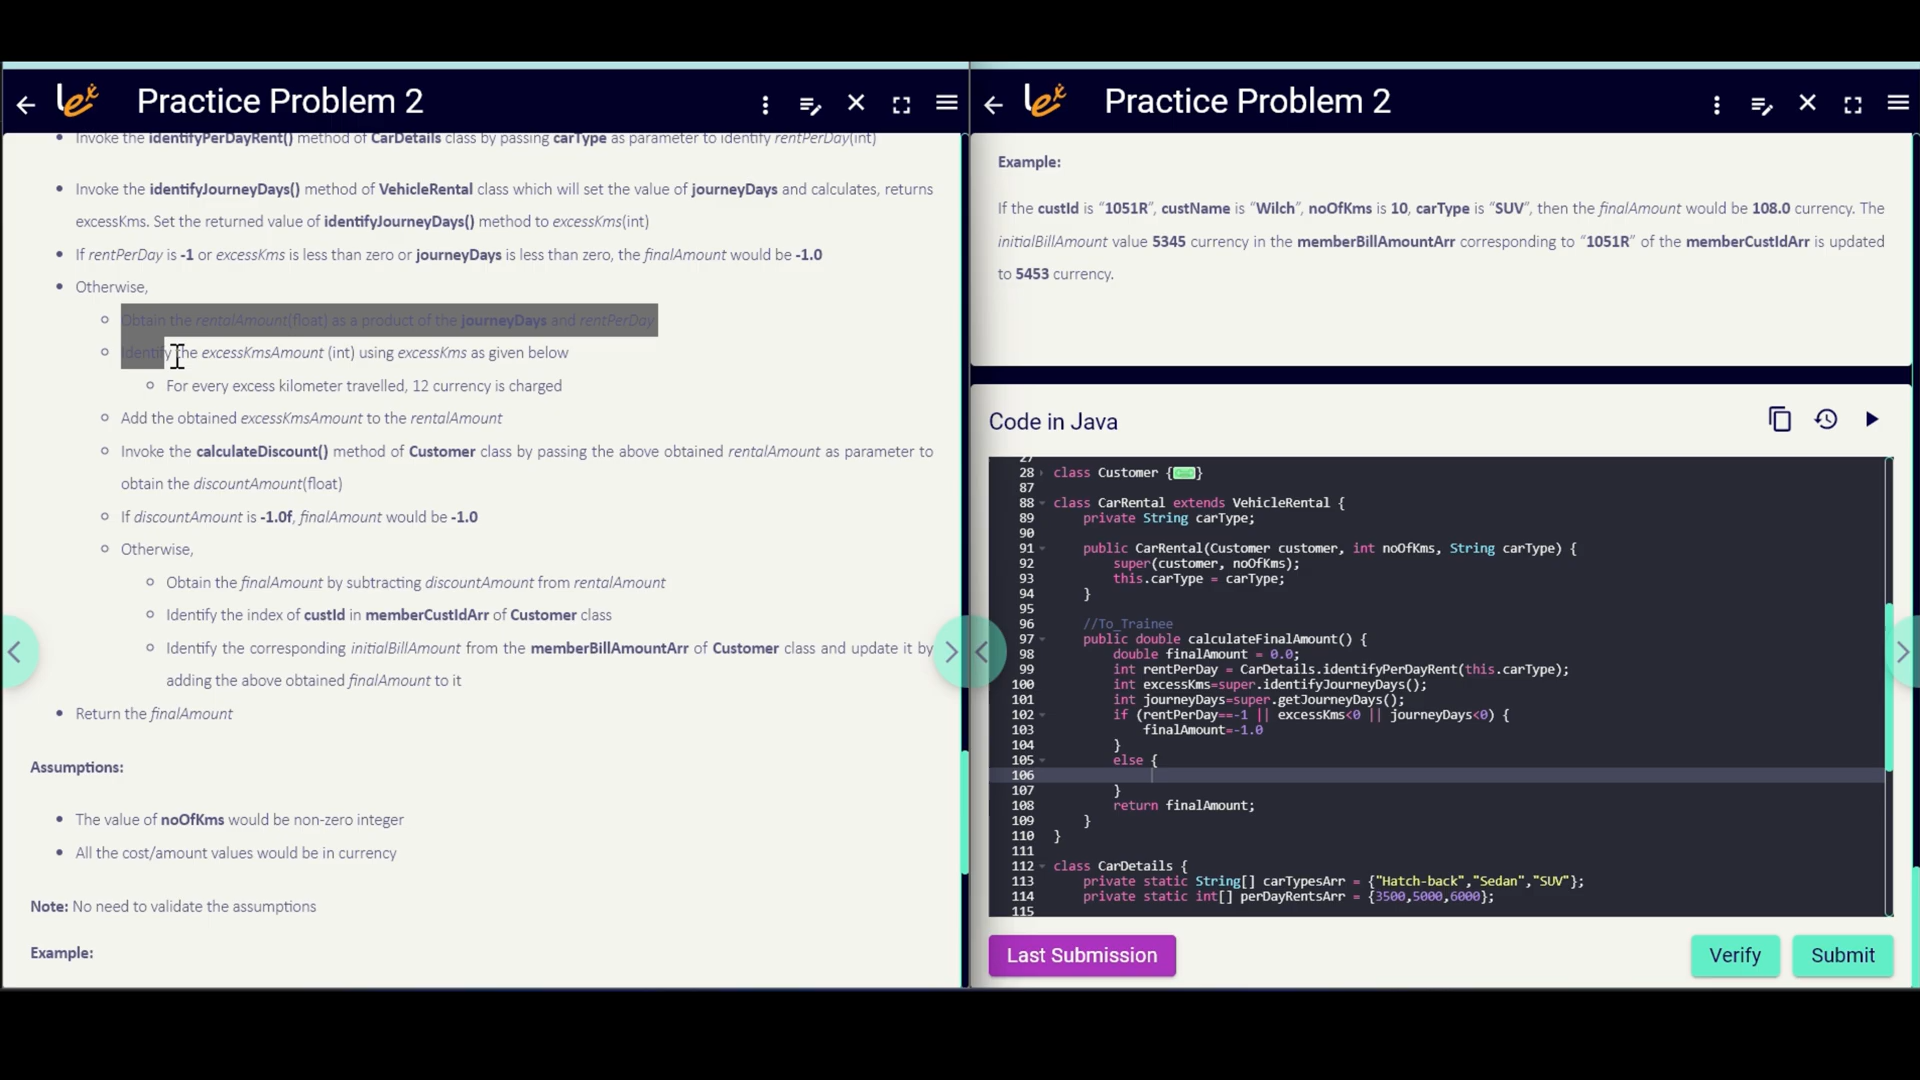 Lex
Practice Problem 2
Invoke the identifyPerDayRent() method of CarDetails class by passing carType as parameter to identify rentPerDay(int)
Invoke the identifyJourneyDays() method of VehicleRental class which will set the value of journeyDays and calculates, returns
excessKms. Set the returned value of identifyJourneyDays() method to excessKms(int)
If rentPerDay is -1 or excessKms is less than zero or journeyDays is less than zero, the finalAmount would be -1.0
Otherwise,
Obtain the rentalAmount(float) as a product of the journeyDays and rentPerDay
Identify the excessKmsAmount (int) using excessKms as given below
For every excess kilometer travelled, 12 currency is charged
Add the obtained excessKmsAmount to the rentalAmount
Invoke the calculateDiscount() method of Customer class by passing the above obtained rentalAmount as parameter to
obtain the discountAmount(float)
If discountAmount is -1.0f, finalAmount would be -1.0
Otherwise,
Obtain the finalAmount by subtracting discountAmount from rentalAmount
Identify the index of custId in memberCustIdArr of Customer class
Identify the corresponding initialBillAmount from the memberBillAmountArr of Customer class and update it by
adding the above obtained finalAmount to it
Return the finalAmount
Assumptions:
The value of noOfKms would be non-zero integer
All the cost/amount values would be in currency
Note: No need to validate the assumptions
Example:
Lex
Practice Problem 2
Example:
If the custId is “1051R”, custName is “Wilch”, noOfKms is 10, carType is “SUV”, then the finalAmount would be 108.0 currency. The
initialBillAmount value 5345 currency in the memberBillAmountArr corresponding to “1051R” of the memberCustIdArr is updated
to 5453 currency.
Code in Java
27
28 class Customer {}
87
88 class CarRental extends VehicleRental {
89 private String carType;
90
91 public CarRental(Customer customer, int noOfKms, String carType) {
92 super(customer, noOfKms);
93 this.carType = carType;
94 }
95
96 //To_Trainee
97 public double calculateFinalAmount() {
98 double finalAmount = 0.0;
99 int rentPerDay = CarDetails.identifyPerDayRent(this.carType);
100 int excessKms=super.identifyJourneyDays();
101 int journeyDays=super.getJourneyDays();
102 if (rentPerDay==-1 || excessKms<0 || journeyDays<0) {
103 finalAmount=-1.0
104 }
105 else {
106
107 }
108 return finalAmount;
109 }
110 }
111
112 class CarDetails {
113 private static String[] carTypesArr = {"Hatch-back","Sedan","SUV"};
114 private static int[] perDayRentsArr = {3500,5000,6000};
115
Last Submission
Verify
Submit